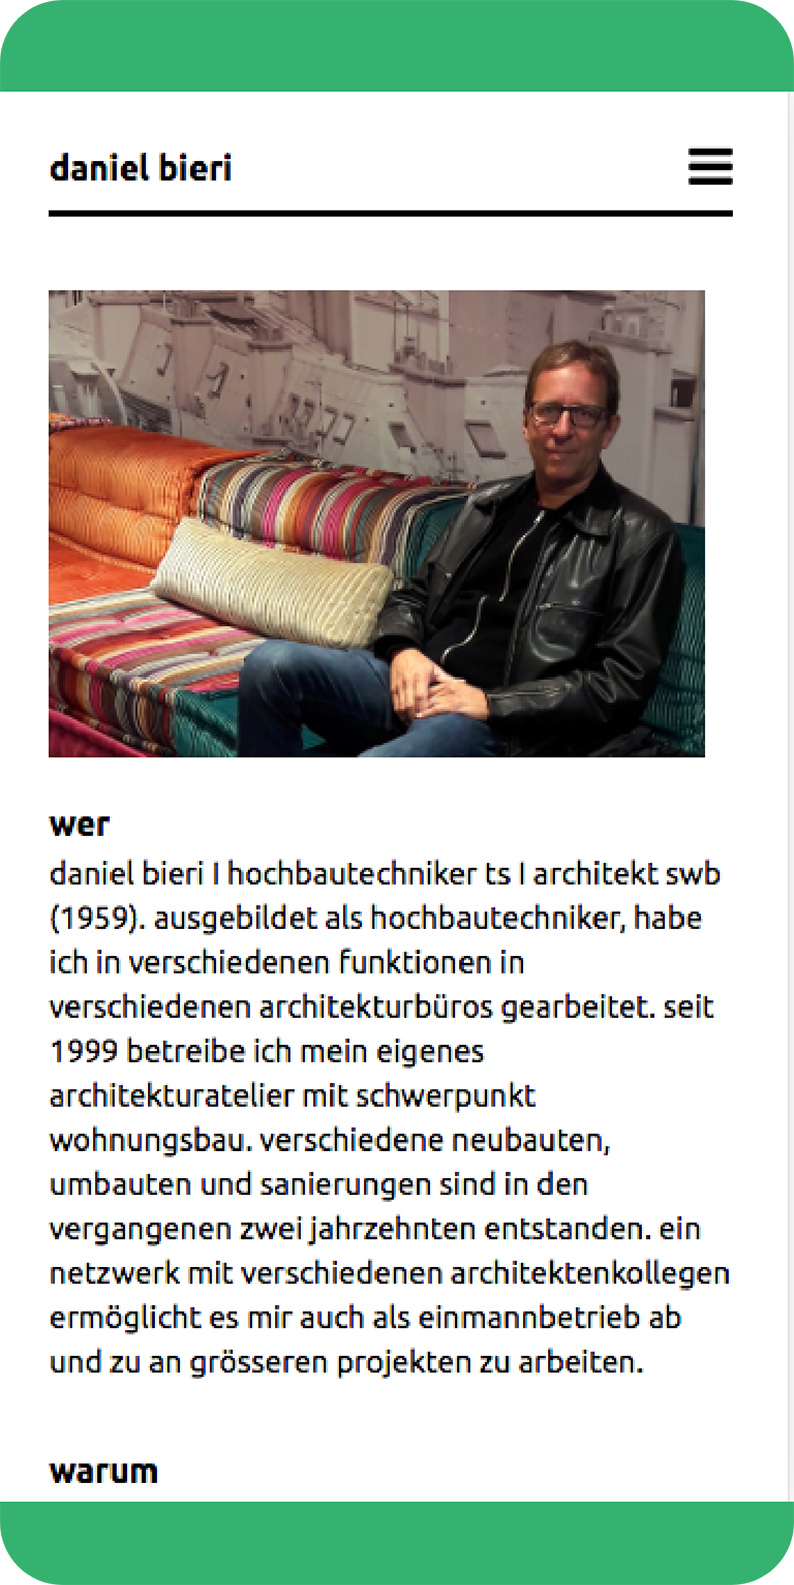 daniel bieri
wer
daniel bieri I hochbautechniker ts I architekt swb
(1959). ausgebildet als hochbautechniker, habe
ich in verschiedenen funktionen in
verschiedenen architekturbüros gearbeitet. seit
1999 betreibe ich mein eigenes
architekturatelier mit schwerpunkt
wohnungsbau. verschiedene neubauten,
umbauten und sanierungen sind in den
vergangenen zwei jahrzehnten entstanden. ein
netzwerk mit verschiedenen architektenkollegen
ermöglicht es mir auch als einmannbetrieb ab
und zu an grösseren projekten zu arbeiten.
warum